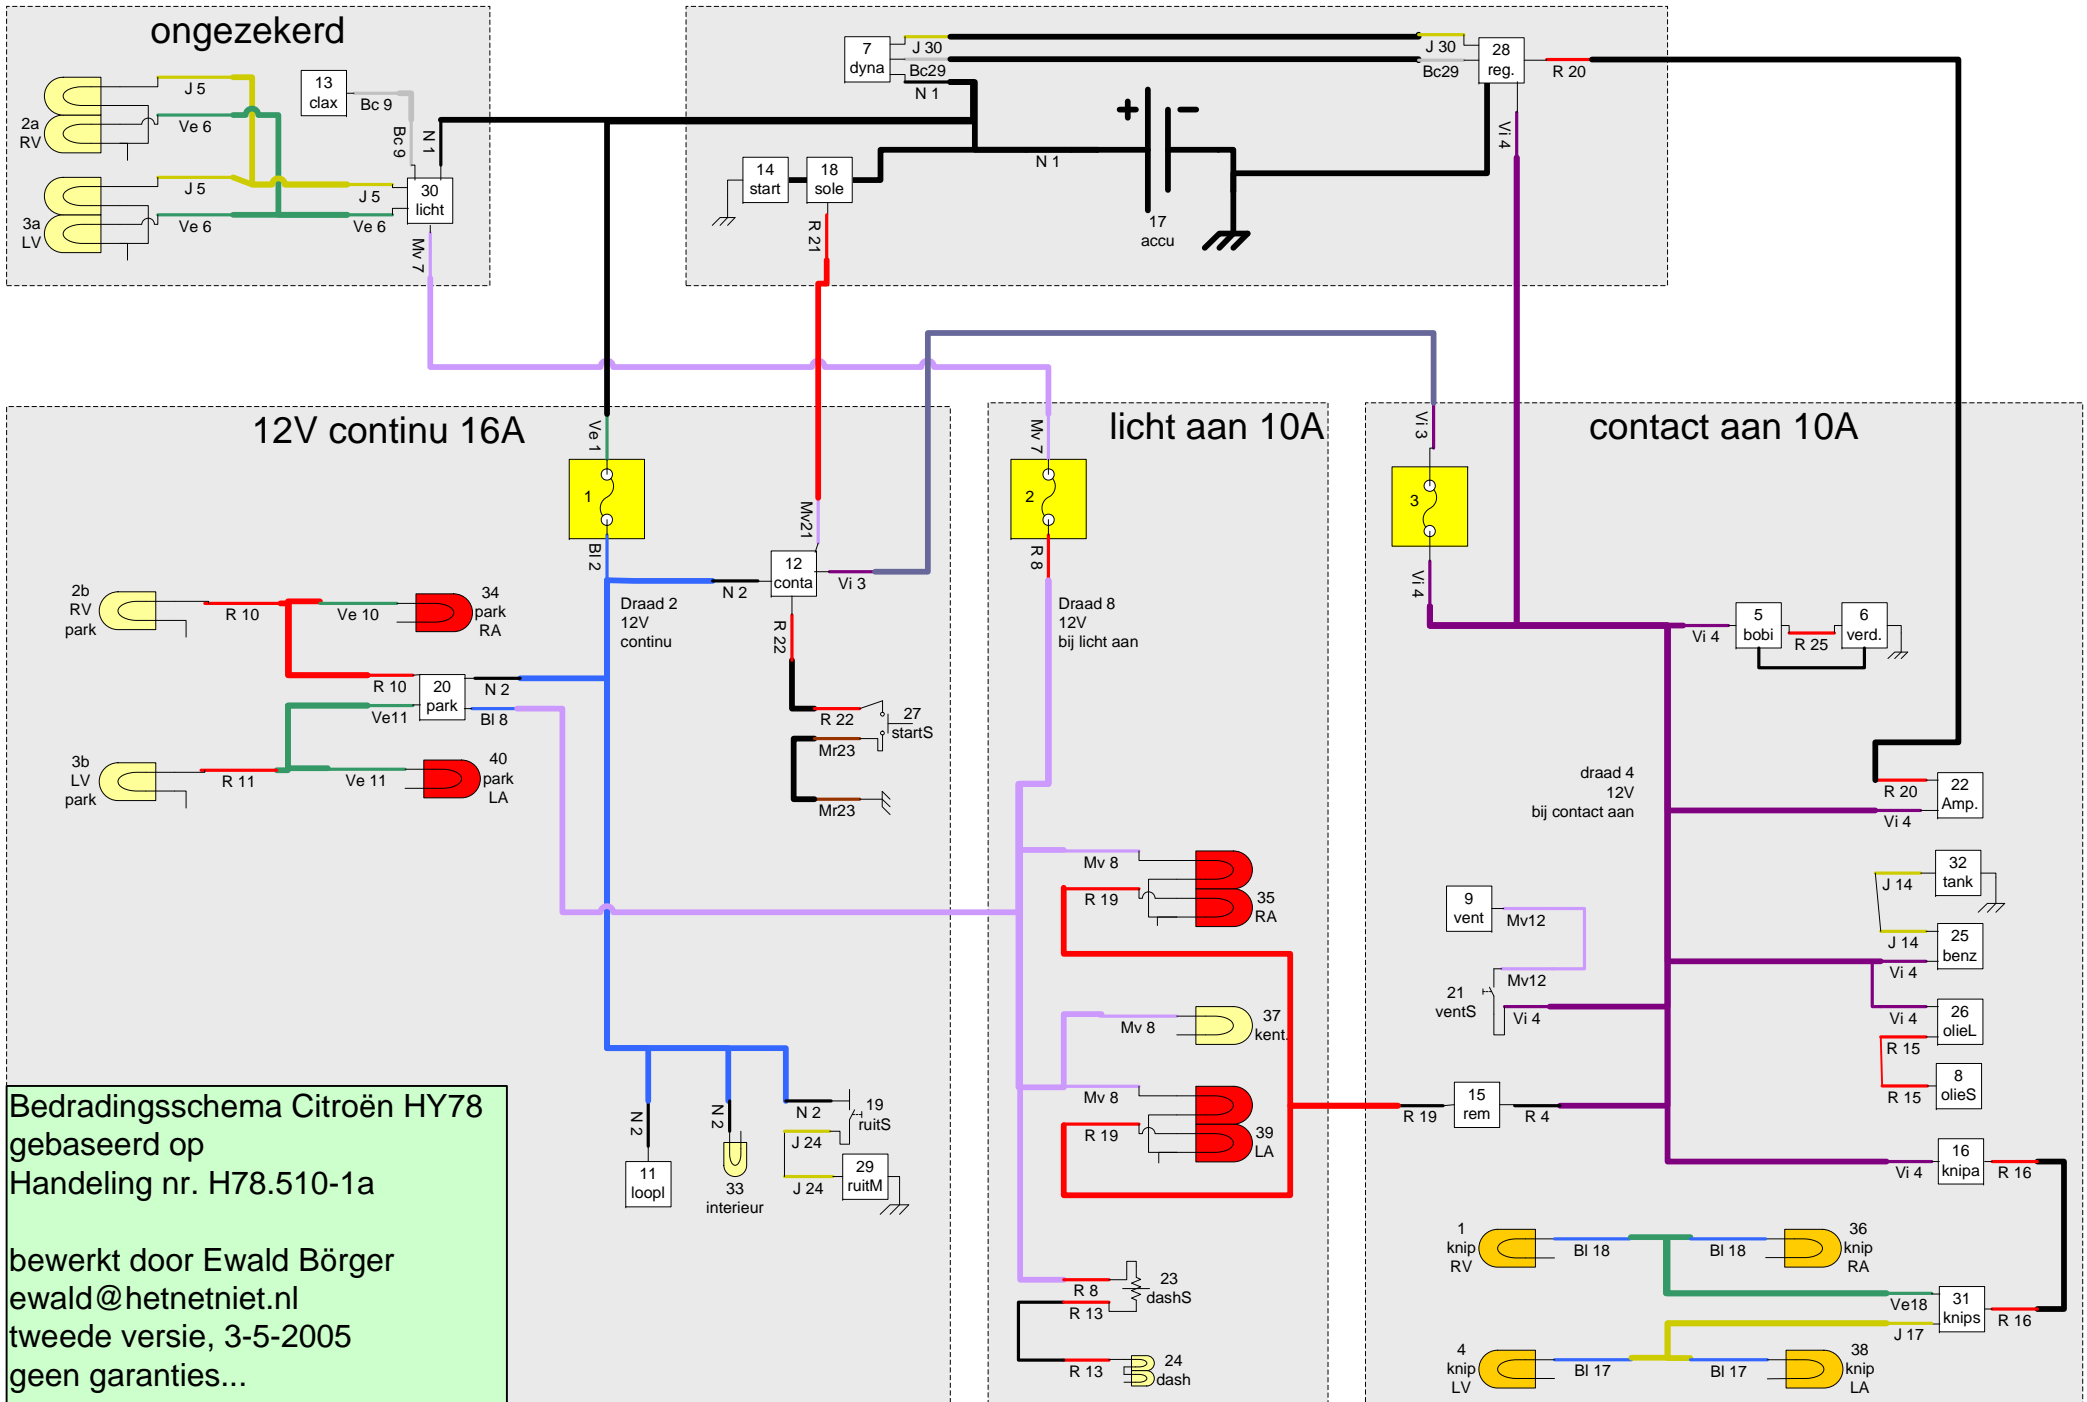 ongezekerd
2a
RV
J 5
Ve 6
13
clax
Bc 9
Bc 9
N 1
3a
LV
J 5
Ve 6
J 5
Ve 6
30
licht
Mv 7
7
dyna
J 30
Bc29
N 1
J 30
Bc29
28
reg.
R 20
Vi 4
+ -
N 1
14
start
18
sole
R 21
17
accu
12V continu 16A
Ve 1
1
Bl 2
Mv21
12
conta
N 2
Vi 3
R 22
Draad 2
12V
continu
2b
RV
park
R 10
Ve 10
34
park
RA
R 10
20
park
N 2
Ve11
Bl 8
3b
LV
park
R 11
Ve 11
40
park
LA
R 22
27
startS
Mr23
Mr23
N 2
11
loopl
N 2
33
interieur
N 2
19
ruitS
J 24
J 24
29
ruitM
licht aan 10A
Mv 7
2
R 8
Draad 8
12V
bij licht aan
Mv 8
R 19
35
RA
Mv 8
37
kent.
Mv 8
R 19
39
LA
R 8
23
dashS
R 13
R 13
24
dash
contact aan 10A
Vi 3
3
Vi 4
Vi 4
5
bobi
R 25
6
verd.
draad 4
12V
bij contact aan
R 20
22
Amp.
Vi 4
32
tank
J 14
J 14
25
benz
Vi 4
9
vent
Mv12
Mv12
21
ventS
Vi 4
Vi 4
26
olieL
R 15
R 15
8
olieS
R 19
15
rem
R 4
Vi 4
16
knipa
R 16
1
knip
RV
Bl 18
Bl 18
36
knip
RA
Ve18
31
knips
R 16
J 17
4
knip
LV
Bl 17
Bl 17
38
knip
LA
Bedradingsschema Citroën HY78
gebaseerd op
Handeling nr. H78.510-1a
bewerkt door Ewald Börger
ewald@hetnetniet.nl
tweede versie, 3-5-2005
geen garanties...